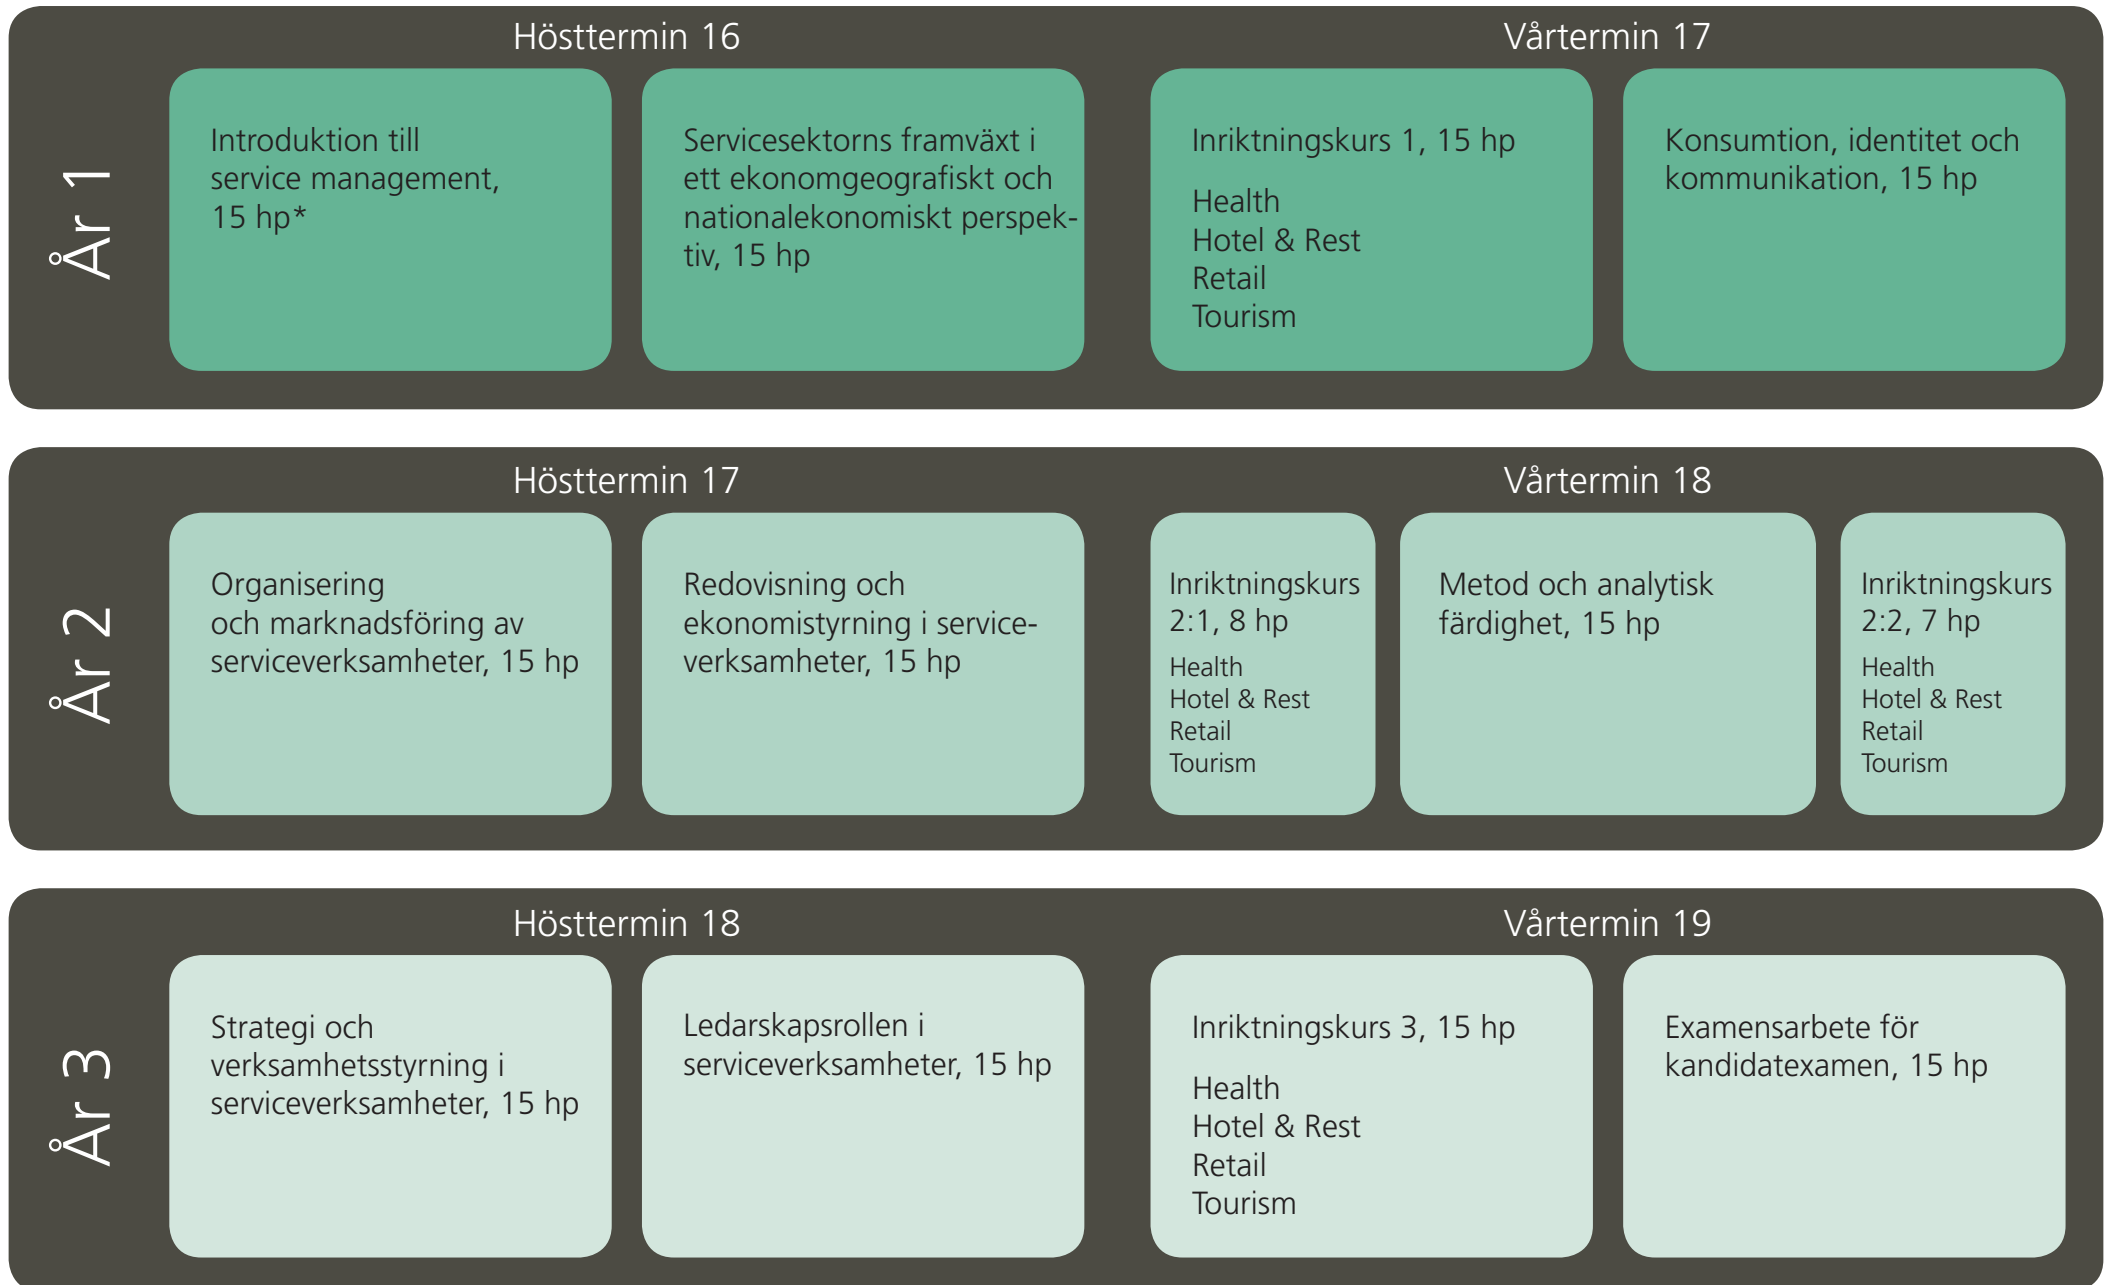 År 1
Hösttermin 16
Introduktion till
service management,
15 hp*
Servicesektorns framväxt i
ett ekonomgeografiskt och
nationalekonomiskt perspek-
tiv, 15 hp
Vårtermin 17
Inriktningskurs 1, 15 hp
Health
Hotel & Rest
Retail
Tourism
Konsumtion, identitet och
kommunikation, 15 hp
År 2
Hösttermin 17
Organisering
och marknadsföring av
serviceverksamheter, 15 hp
Redovisning och
ekonomistyrning i service-
verksamheter, 15 hp
Vårtermin 18
Inriktningskurs
2:1, 8 hp
Health
Hotel & Rest
Retail
Tourism
Metod och analytisk
färdighet, 15 hp
Inriktningskurs
2:2, 7 hp
Health
Hotel & Rest
Retail
Tourism
År 3
Hösttermin 18
Strategi och
verksamhetsstyrning i
serviceverksamheter, 15 hp
Ledarskapsrollen i
serviceverksamheter, 15 hp
Vårtermin 19
Inriktningskurs 3, 15 hp
Health
Hotel & Rest
Retail
Tourism
Examensarbete för
kandidatexamen, 15 hp